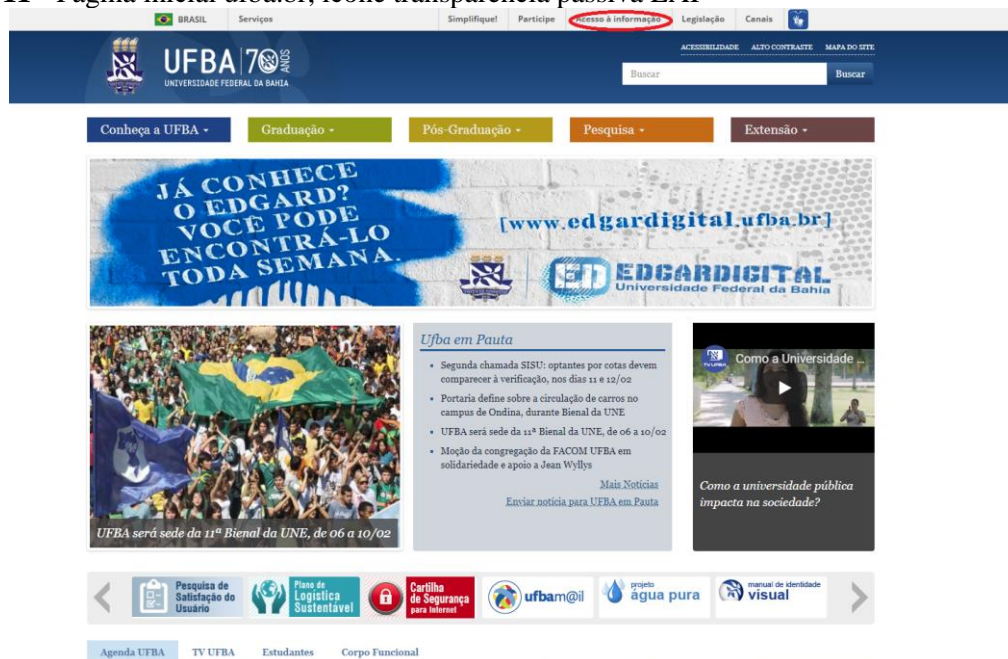 Página inicial ufba.br, ícone transparência passiva LAI
BRASIL Serviços Simplifique! Participe Acesso à informação Legislação Canais
ACESSIBILIDADE ALTO CONTRASTE MAPA DO SITE
UFBA 70 ANOS
UNIVERSIDADE FEDERAL DA BAHIA
Buscar Buscar
Conheça a UFBA Graduação Pós-Graduação Pesquisa Extensão
JÁ CONHECE
O EDGARD?
VOCÊ PODE
ENCONTRÁ-LO
TODA SEMANA.
[www.edgardigital.ufba.br]
ED EDGARDIGITAL
Universidade Federal da Bahia
UFBA será sede da 11ª Bienal da UNE, de 06 a 10/02
Ufba em Pauta
Segunda chamada SISU: optantes por cotas devem
comparecer à verificação, nos dias 11 e 12/02
Portaria define sobre a circulação de carros no
campus de Ondina, durante Bienal da UNE
UFBA será sede da 11ª Bienal da UNE, de 06 a 10/02
Moção da congregação da FACOM UFBA em
solidariedade e apoio a Jean Wyllys
Mais Notícias
Enviar notícia para UFBA em Pauta
TV UFBA
Como a Universidade ...
Como a universidade pública
impacta na sociedade?
Pesquisa de
Satisfação do
Usuário
Plano de
Logística
Sustentável
Cartilha
de Segurança
para Internet
ufbam@il
projeto
água pura
manual de identidade
visual
Agenda UFBA TV UFBA Estudantes Corpo Funcional